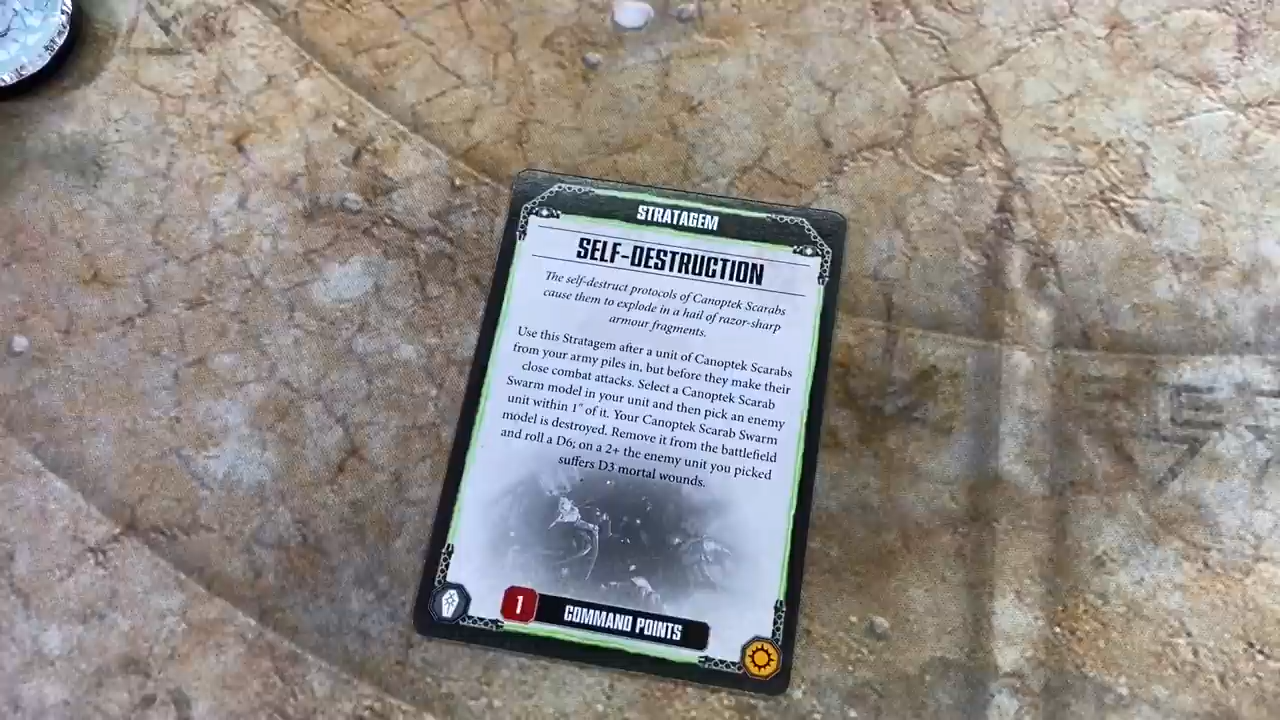 STRATAGEM
SELF-DESTRUCTION
The self-destruct protocols of Canoptek Scarabs
cause them to explode in a hail of razor-sharp
armour fragments.
Use this Stratagem after a unit of Canoptek Scarabs
from your army piles in, but before they make their
close combat attacks. Select a Canoptek Scarab
Swarm model in your unit and then pick an enemy
unit within 1" of it. Your Canoptek Scarab Swarm
model is destroyed. Remove it from the battlefield
and roll a D6; on a 2+ the enemy unit you picked
suffers D3 mortal wounds.
1 COMMAND POINTS